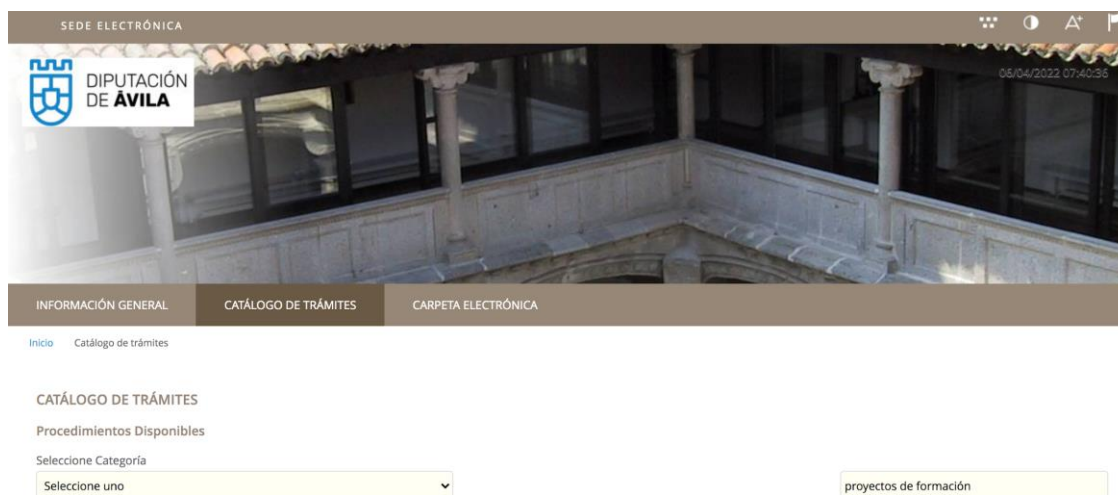 SEDE ELECTRÓNICA
A+
DIPUTACIÓN
DE ÁVILA
06/04/2022 07:40:36
INFORMACIÓN GENERAL CATÁLOGO DE TRÁMITES CARPETA ELECTRÓNICA
Inicio Catálogo de trámites
CATÁLOGO DE TRÁMITES
Procedimientos Disponibles
Seleccione Categoría
Seleccione uno proyectos de formación